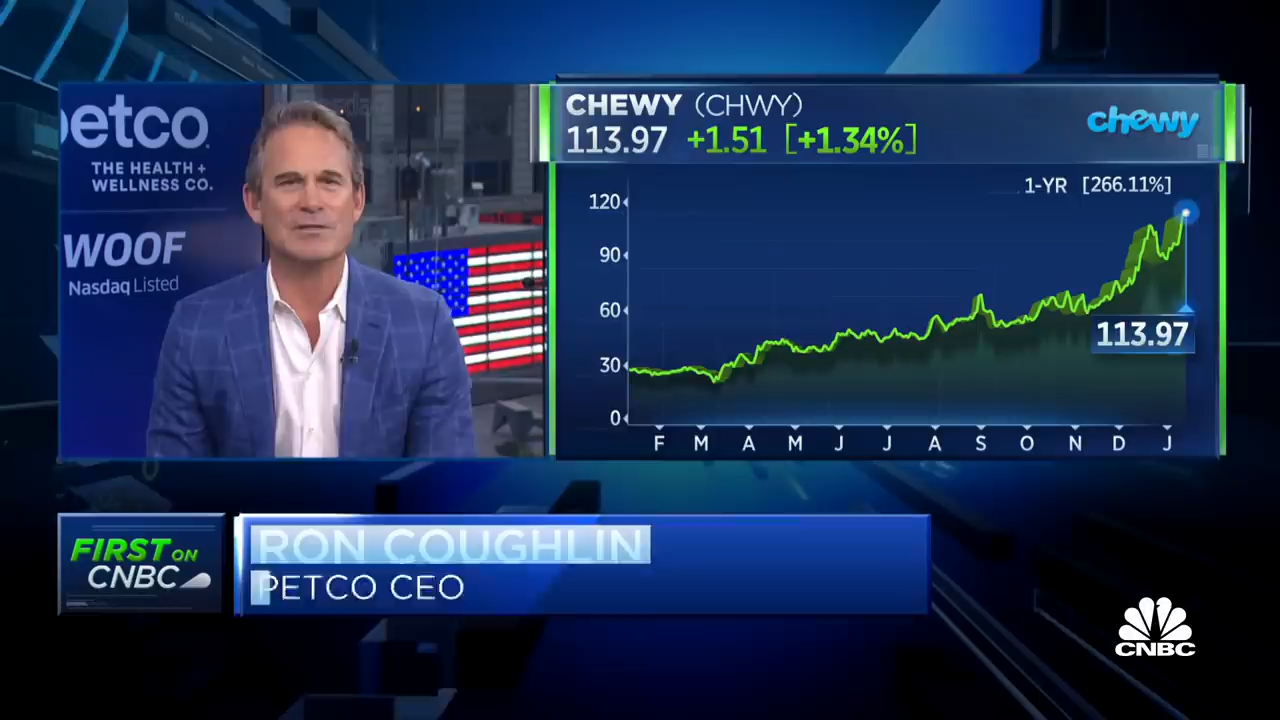 petco
THE HEALTH +
WELLNESS CO.
WOOF
Nasdaq Listed
CHEWY (CHWY)
113.97 +1.51 [+1.34%]
chewy
1-YR [266.11%]
120
90
60
30
0
113.97
F M A M J J A S O N D J
FIRST ON
CNBC
RON COUGHLIN
PETCO CEO
CNBC